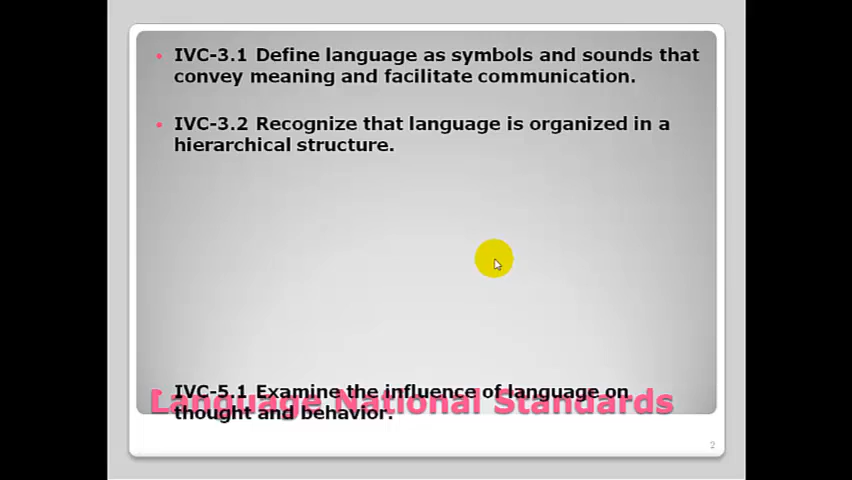 IVC-3.1 Define language as symbols and sounds that
convey meaning and facilitate communication.
IVC-3.2 Recognize that language is organized in a
hierarchical structure.
IVC-5.1 Examine the influence of language on
thought and behavior.
Language National Standards
2